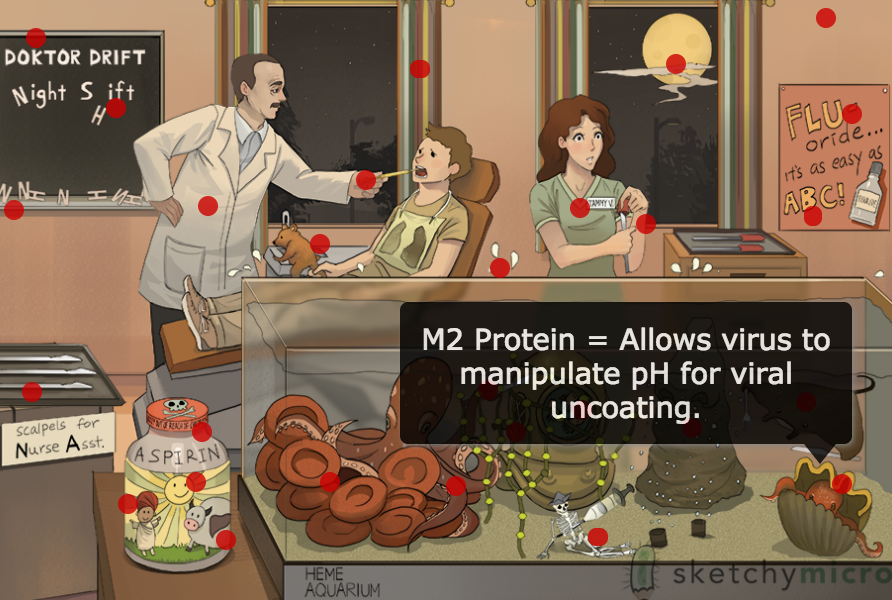 DOKTOR DRIFT
Night S ift
H
FLU
oride...
it's as easy as
ABC!
TAMMY V.
M2 Protein = Allows virus to
manipulate pH for viral
uncoating.
scalpels for
Nurse Asst.
ASPIRIN
HEME
AQUARIUM
sketchymicro